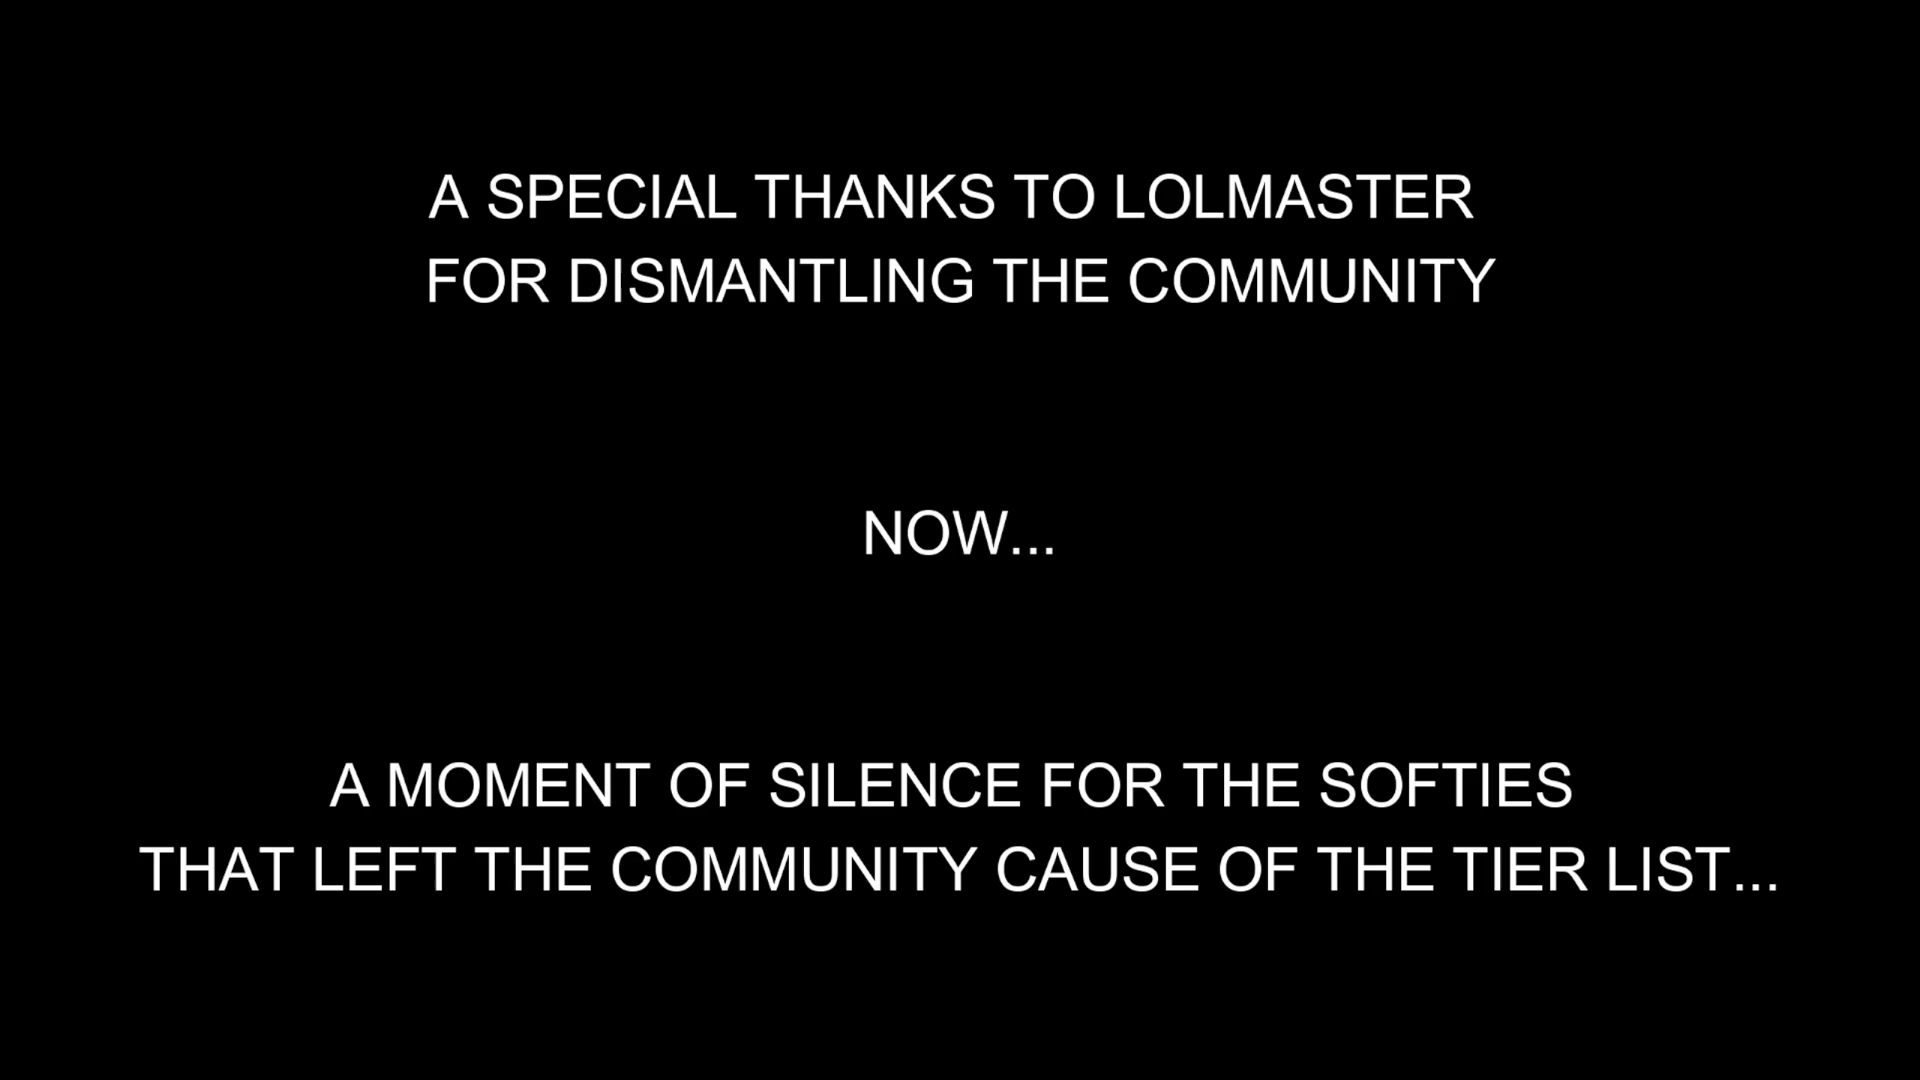 A SPECIAL THANKS TO LOLMASTER
FOR DISMANTLING THE COMMUNITY
NOW...
A MOMENT OF SILENCE FOR THE SOFTIES
THAT LEFT THE COMMUNITY CAUSE OF THE TIER LIST...